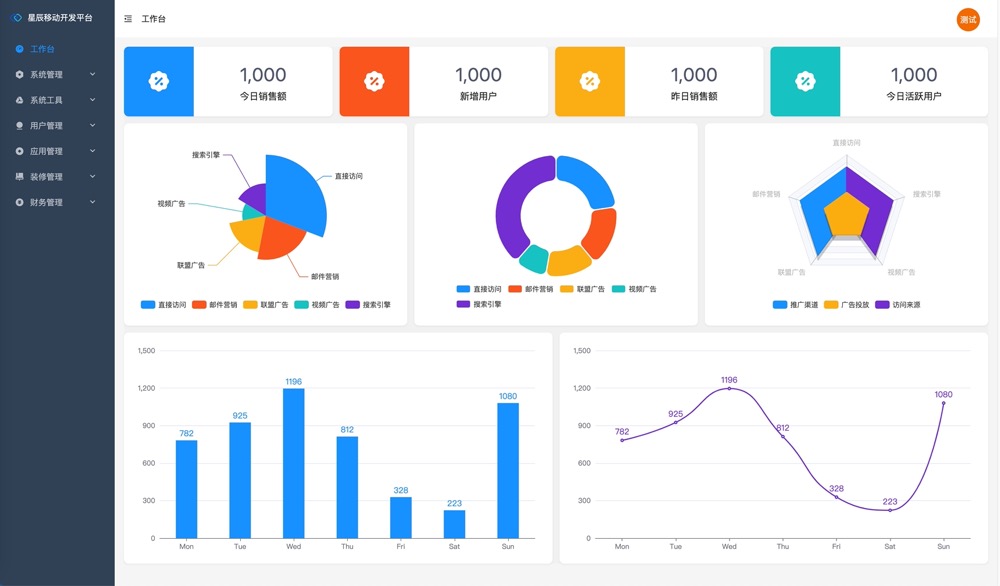 星辰移动开发平台
工作台
系统管理
系统工具
用户管理
应用管理
装修管理
财务管理
工作台
测试
1,000
今日销售额
1,000
新增用户
1,000
昨日销售额
1,000
今日活跃用户
搜索引擎
直接访问
视频广告
联盟广告
邮件营销
直接访问 邮件营销 联盟广告 视频广告 搜索引擎
直接访问 邮件营销 联盟广告 视频广告
搜索引擎
直接访问
邮件营销
搜索引擎
联盟广告
视频广告
推广渠道 广告投放 访问来源
1,500
1,200
900
600
300
0
782
925
1196
812
328
223
1080
Mon Tue Wed Thu Fri Sat Sun
1,500
1,200
900
600
300
0
782
925
1196
812
328
223
1080
Mon Tue Wed Thu Fri Sat Sun